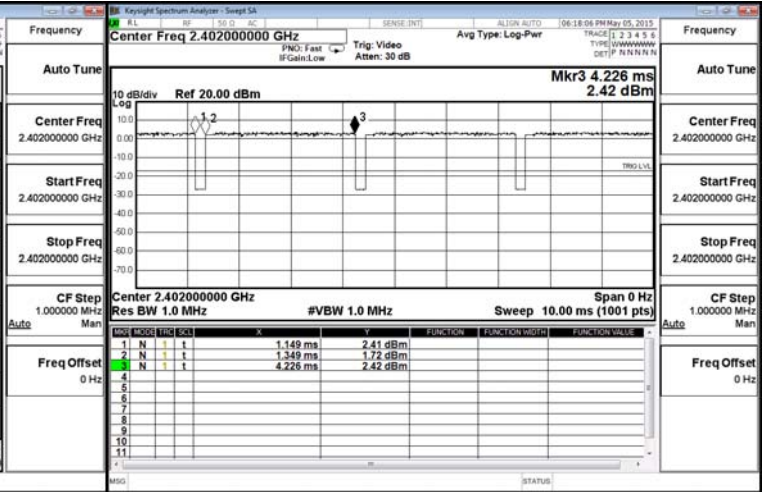 Keysight Spectrum Analyzer - Swept SA
RL RF 50 Ω AC SENSE:INT ALIGN AUTO 06:18:06 PM May 05, 2015
Center Freq 2.402000000 GHz
PNO: Fast
IFGain:Low
Trig: Video
Atten: 30 dB
Avg Type: Log-Pwr
TRACE 1 2 3 4 5 6
TYPE WWWWWW
DET P NNNNN
Mkr3 4.226 ms
2.42 dBm
10 dB/div Ref 20.00 dBm
Log
10.0
0.00
-10.0
-20.0
-30.0
-40.0
-50.0
-60.0
-70.0
1 2
3
TRIG LVL
Center 2.402000000 GHz Span 0 Hz
Res BW 1.0 MHz #VBW 1.0 MHz Sweep 10.00 ms (1001 pts)
MKR MODE TRC SCL X Y FUNCTION FUNCTION WIDTH FUNCTION VALUE
1 N 1 t 1.149 ms 2.41 dBm
2 N 1 t 1.349 ms 1.72 dBm
3 N 1 t 4.226 ms 2.42 dBm
4
5
6
7
8
9
10
11
MSG STATUS
Frequency
Auto Tune
Center Freq
2.402000000 GHz
Start Freq
2.402000000 GHz
Stop Freq
2.402000000 GHz
CF Step
1.000000 MHz
Auto Man
Freq Offset
0 Hz
Frequency
Auto Tune
Center Freq
2.402000000 GHz
Start Freq
2.402000000 GHz
Stop Freq
2.402000000 GHz
CF Step
1.000000 MHz
Auto Man
Freq Offset
0 Hz